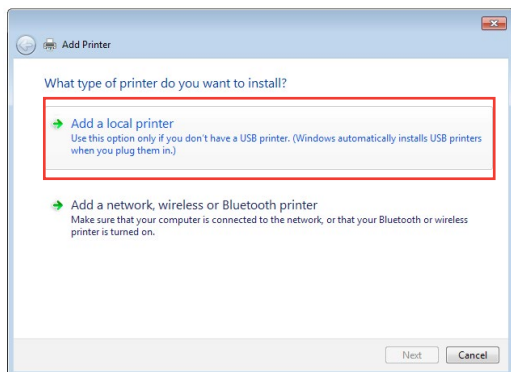 Add Printer
What type of printer do you want to install?
Add a local printer
Use this option only if you don't have a USB printer. (Windows automatically installs USB printers
when you plug them in.)
Add a network, wireless or Bluetooth printer
Make sure that your computer is connected to the network, or that your Bluetooth or wireless
printer is turned on.
Next Cancel